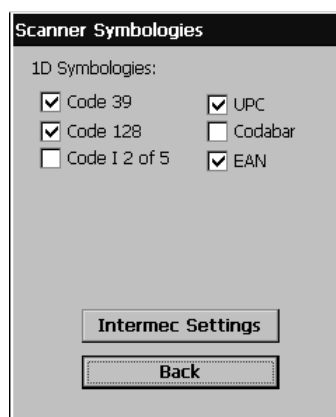 Scanner Symbologies
1D Symbologies:
Code 39 UPC
Code 128 Codabar
Code I 2 of 5 EAN
Intermec Settings
Back